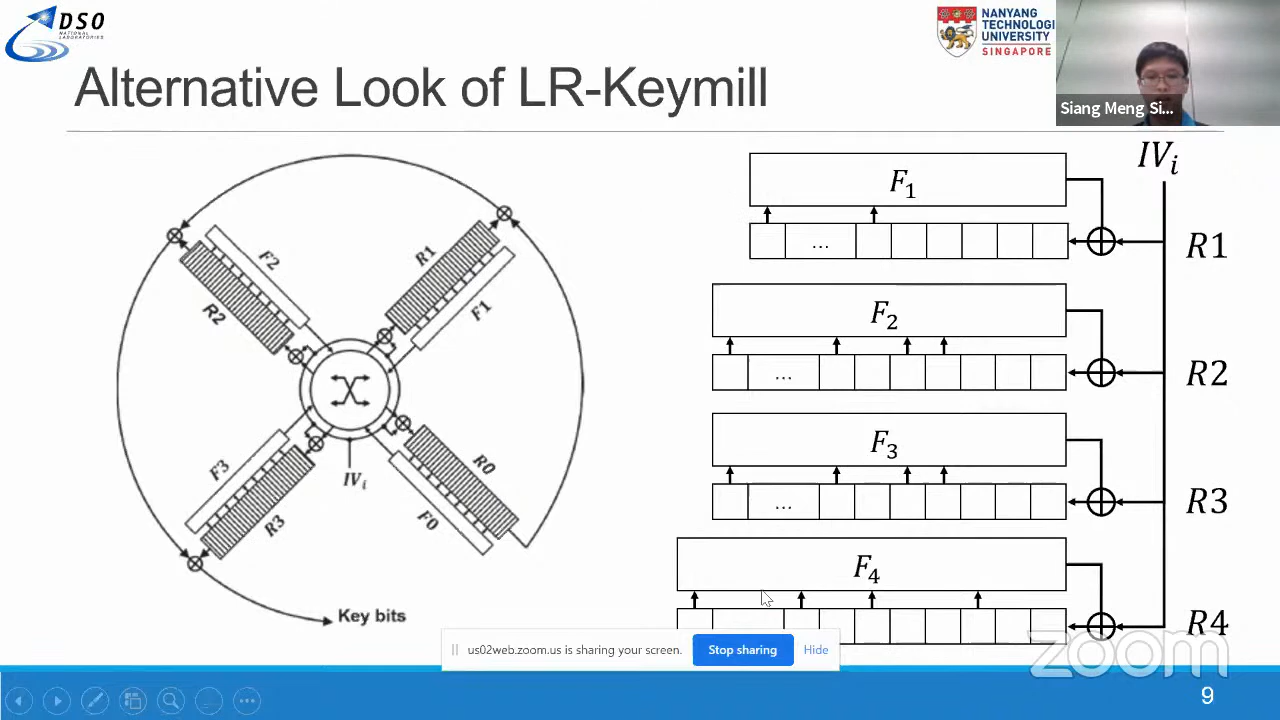 DSO
NATIONAL
LABORATORIES
NANYANG
TECHNOLOGI
UNIVERSITY
SINGAPORE
Siang Meng Si...
Alternative Look of LR-Keymill
F2
R2
R1
F1
F3
R3
R0
F0
IVi
Key bits
IVi
F1
...
R1
F2
...
R2
F3
...
R3
F4
R4
us02web.zoom.us is sharing your screen.
Stop sharing
Hide
zoom
9